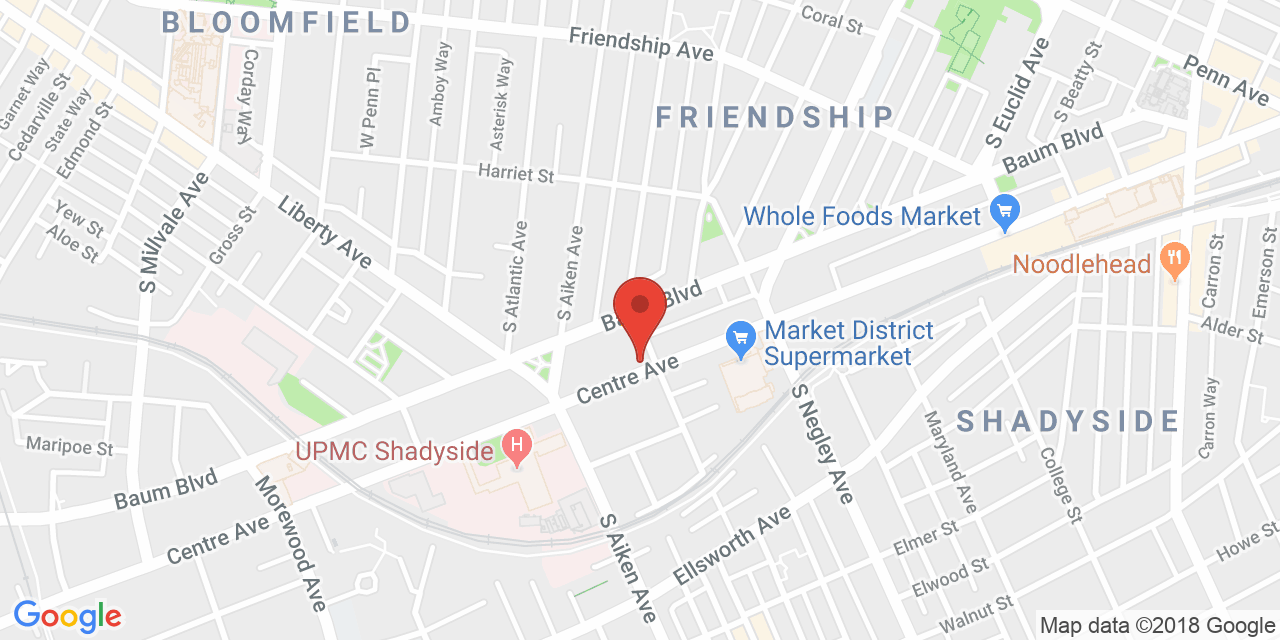 BLOOMFIELD
Friendship Ave
Coral St
Penn Ave
Garnet Way
Cedarville St
State Way
Edmond St
Corday Way
W Penn Pl
Amboy Way
Asterisk Way
FRIENDSHIP
S Euclid Ave
S Beatty St
Baum Blvd
Harriet St
Yew St
Aloe St
S Millvale Ave
Gross St
Liberty Ave
S Atlantic Ave
S Aiken Ave
Whole Foods Market
Noodlehead
Carron St
Emerson St
Alder St
Blvd
Market District
Supermarket
Centre Ave
SHADYSIDE
Carron Way
Maripoe St
UPMC Shadyside
H
S Negley Ave
Maryland Ave
College St
Baum Blvd
Centre Ave
Morewood Ave
S Aiken Ave
Ellsworth Ave
Elmer St
Elwood St
Walnut St
Howe St
Google
Map data ©2018 Google